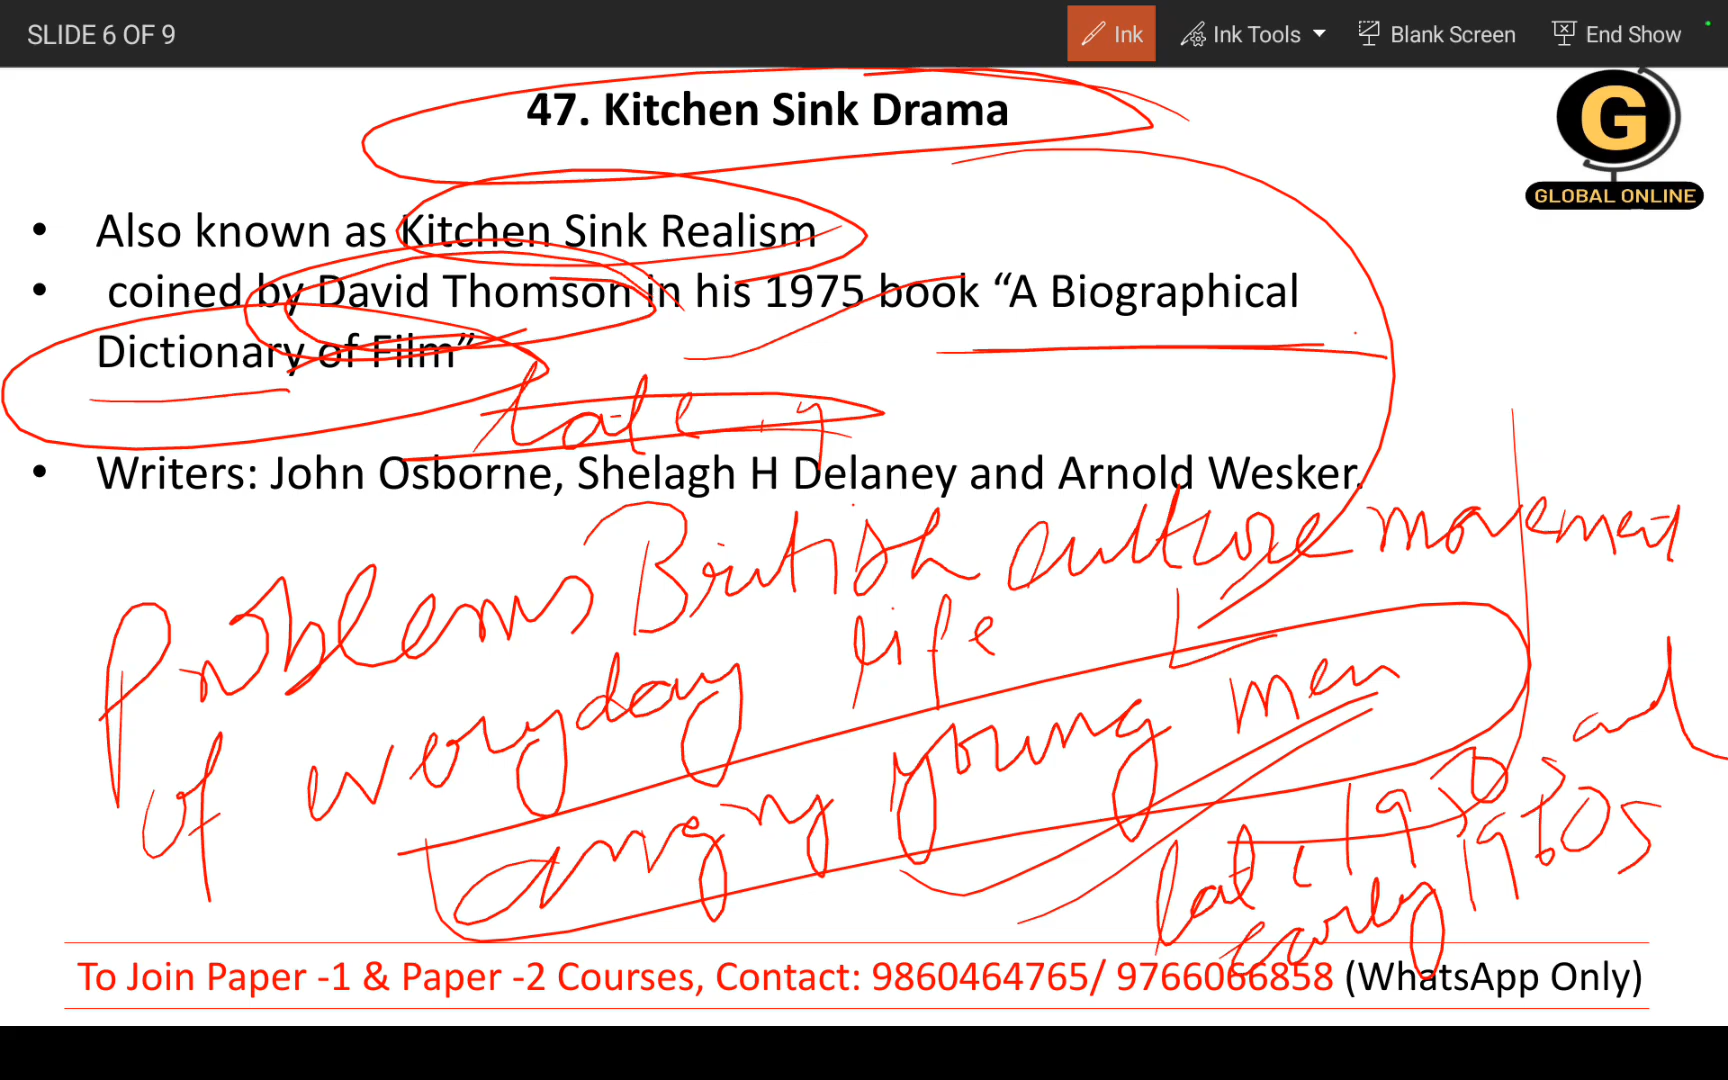 SLIDE 6 OF 9
Ink
Ink Tools
Blank Screen
End Show
47. Kitchen Sink Drama
G
GLOBAL ONLINE
• Also known as Kitchen Sink Realism
• coined by David Thomson in his 1975 book “A Biographical
Dictionary of Film”
• Writers: John Osborne, Shelagh H Delaney and Arnold Wesker.
British culture movement
Problems
of everyday life
angry young men
late 1950s and
early 1960s
To Join Paper -1 & Paper -2 Courses, Contact: 9860464765/ 9766066858 (WhatsApp Only)